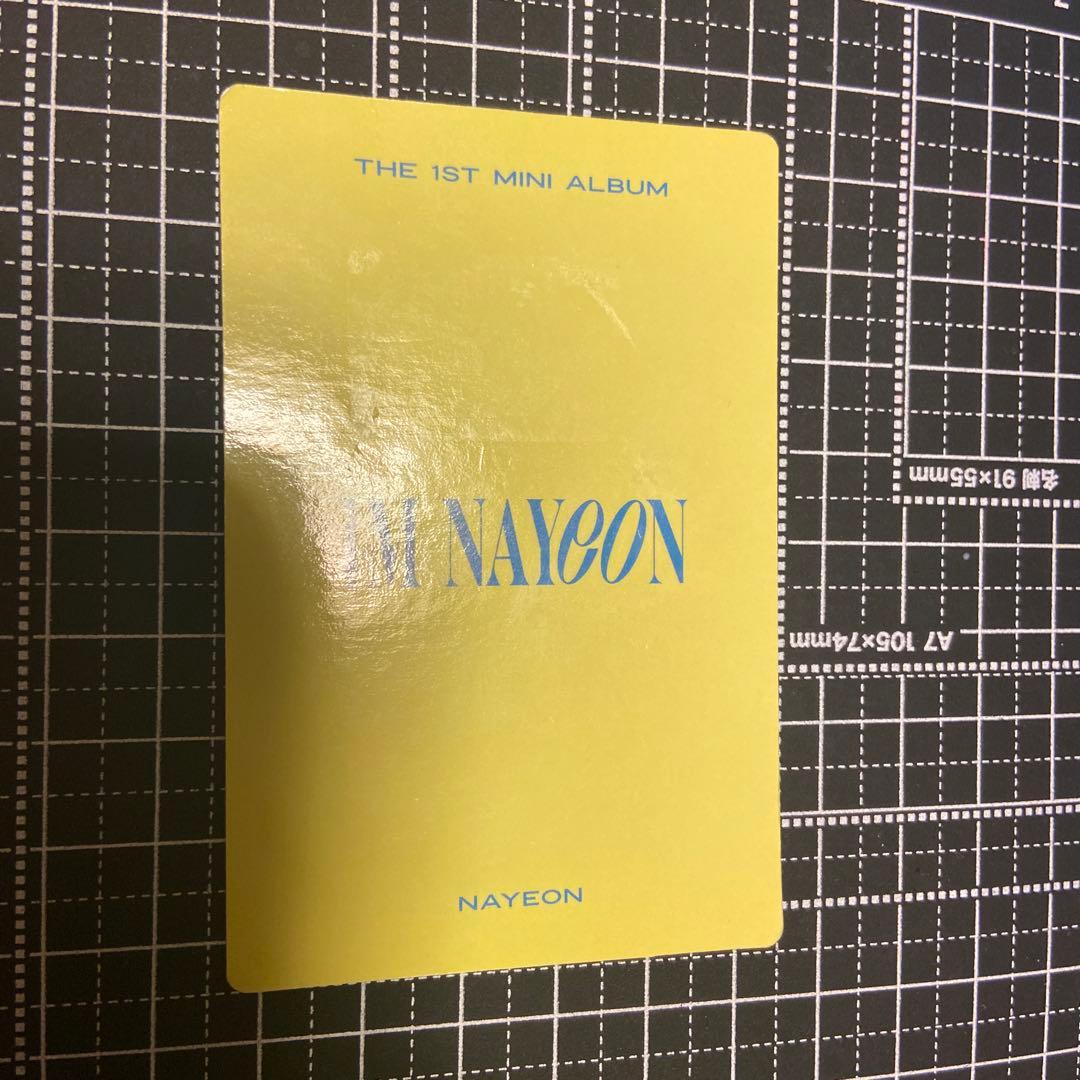 THE 1ST MINI ALBUM
IM NAYEON
NAYEON
名刺 91×55mm
A7 105×74mm